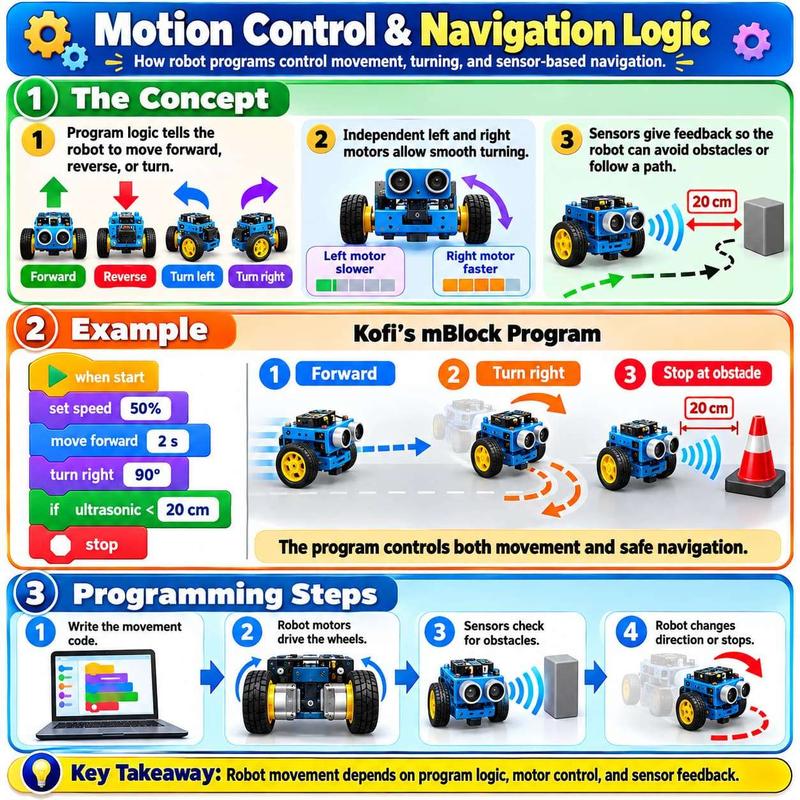 Motion Control & Navigation Logic
How robot programs control movement, turning, and sensor-based navigation.
1 The Concept
1 Program logic tells the
robot to move forward,
reverse, or turn.
Forward
Reverse
Turn left
Turn right
2 Independent left and right
motors allow smooth turning.
Left motor
slower
Right motor
faster
3 Sensors give feedback so the
robot can avoid obstacles or
follow a path.
20 cm
2 Example
Kofi's mBlock Program
when start
set speed 50%
move forward 2 s
turn right 90°
if ultrasonic < 20 cm
stop
1 Forward
2 Turn right
3 Stop at obstade
20 cm
The program controls both movement and safe navigation.
3 Programming Steps
1 Write the movement
code.
2 Robot motors
drive the wheels.
3 Sensors check
for obstacles.
4 Robot changes
direction or stops.
Key Takeaway: Robot movement depends on program logic, motor control, and sensor feedback.